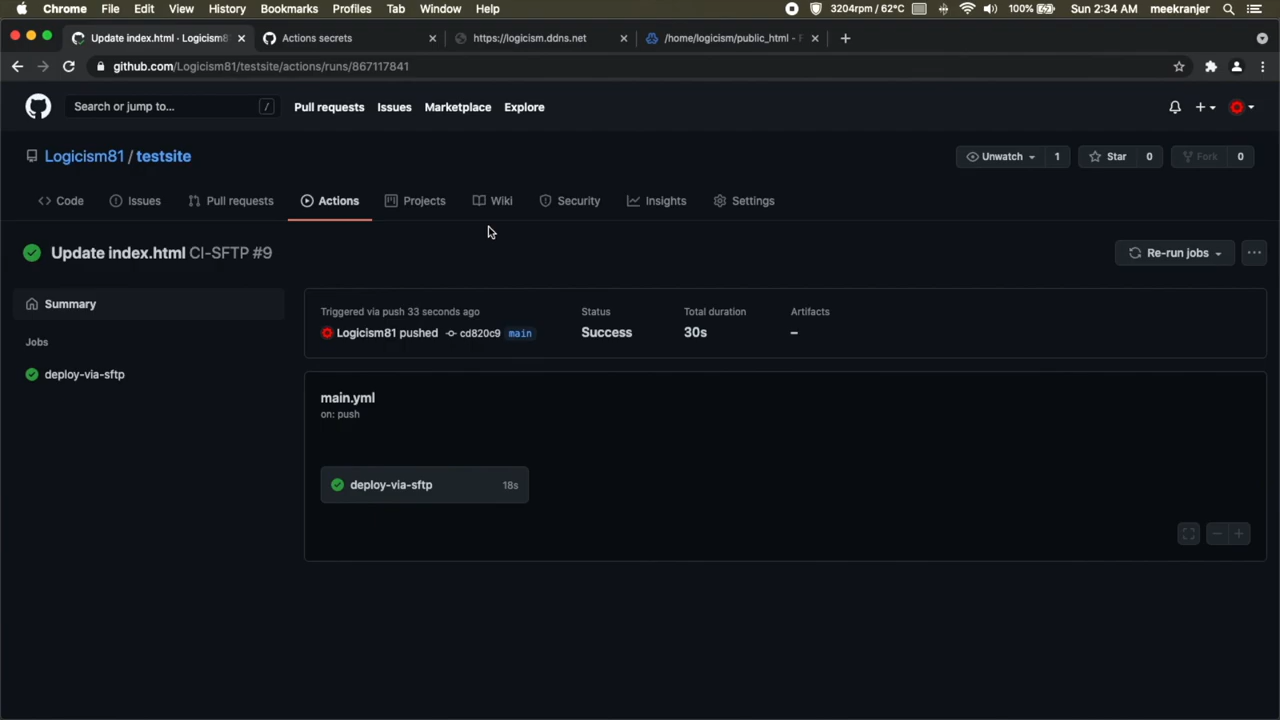 Chrome File Edit View History Bookmarks Profiles Tab Window Help 3204rpm / 62°C 100% Sun 2:34 AM meekranjer
Update index.html · Logicism8 Actions secrets https://logicism.ddns.net /home/logicism/public_html -
github.com/Logicism81/testsite/actions/runs/867117841
Search or jump to... / Pull requests Issues Marketplace Explore
Logicism81 / testsite Unwatch 1 Star 0 Fork 0
Code Issues Pull requests Actions Projects Wiki Security Insights Settings
Update index.html CI-SFTP #9 Re-run jobs ...
Summary
Jobs
deploy-via-sftp
Triggered via push 33 seconds ago Status Total duration Artifacts
Logicism81 pushed cd820c9 main Success 30s –
main.yml
on: push
deploy-via-sftp 18s